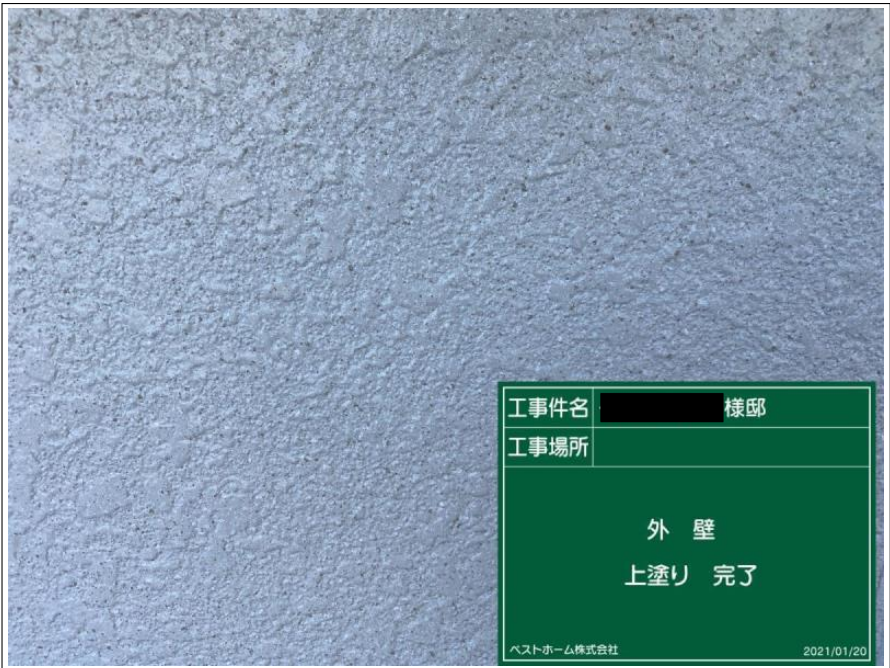 工事件名 様邸
工事場所
外 壁
上塗り 完了
ベストホーム株式会社 2021/01/20